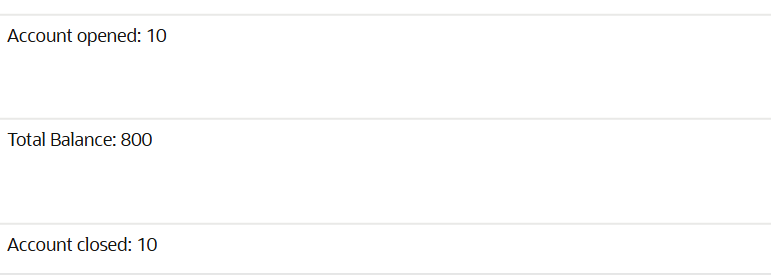 Account opened: 10
Total Balance: 800
Account closed: 10